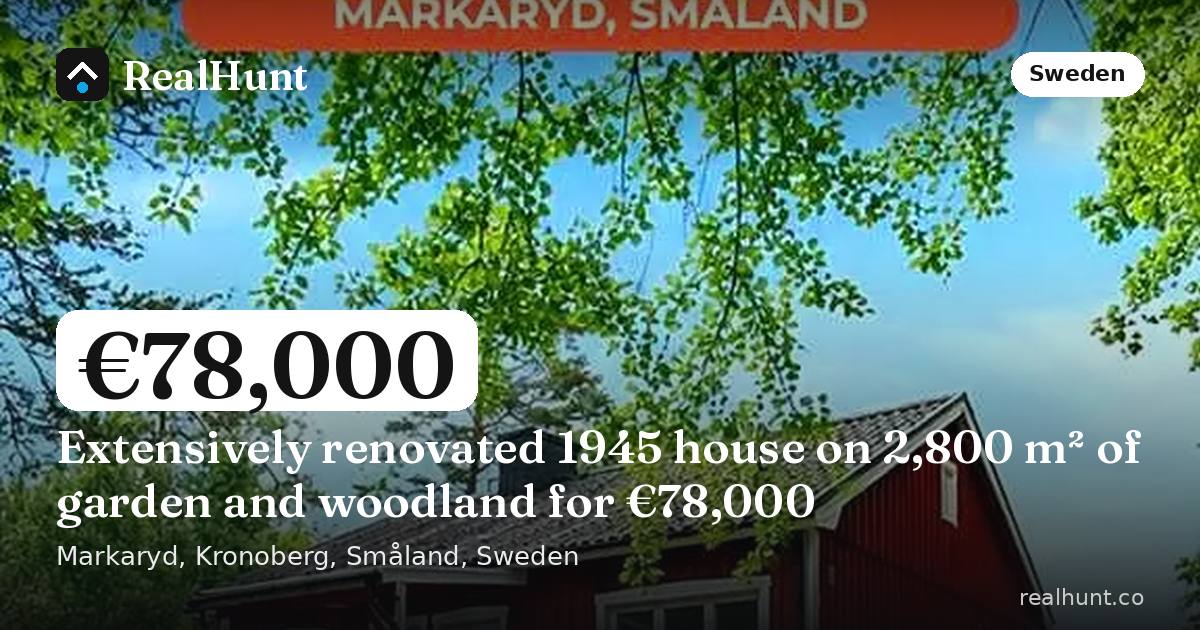 MARKARYD, SMÅLAND
RealHunt
Sweden
€78,000
Extensively renovated 1945 house on 2,800 m² of
garden and woodland for €78,000
Markaryd, Kronoberg, Småland, Sweden
realhunt.co